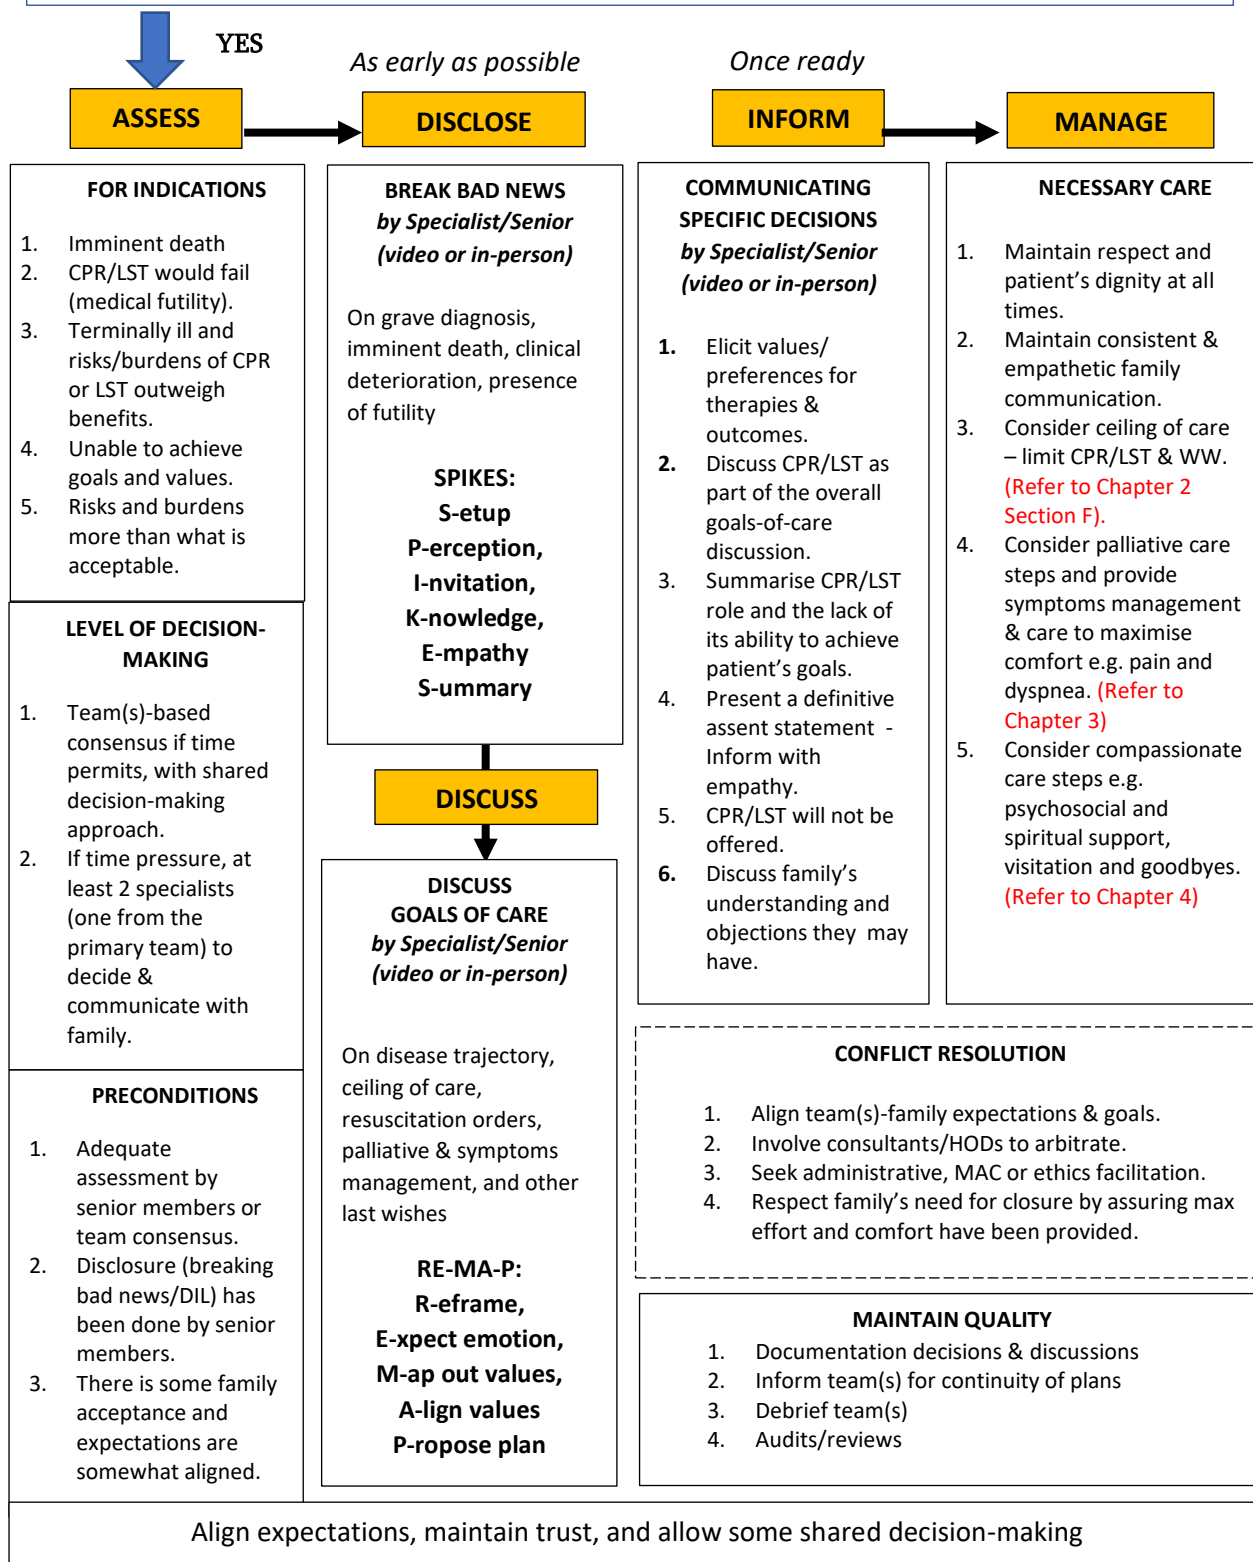 YES
As early as possible
Once ready
ASSESS
DISCLOSE
INFORM
MANAGE
FOR INDICATIONS
1. Imminent death
2. CPR/LST would fail
(medical futility).
3. Terminally ill and
risks/burdens of CPR
or LST outweigh
benefits.
4. Unable to achieve
goals and values.
5. Risks and burdens
more than what is
acceptable.
LEVEL OF DECISION-
MAKING
1. Team(s)-based
consensus if time
permits, with shared
decision-making
approach.
2. If time pressure, at
least 2 specialists
(one from the
primary team) to
decide &
communicate with
family.
PRECONDITIONS
1. Adequate
assessment by
senior members or
team consensus.
2. Disclosure (breaking
bad news/DIL) has
been done by senior
members.
3. There is some family
acceptance and
expectations are
somewhat aligned.
BREAK BAD NEWS
by Specialist/Senior
(video or in-person)
On grave diagnosis,
imminent death, clinical
deterioration, presence
of futility
SPIKES:
S-etup
P-erception,
I-nvitation,
K-nowledge,
E-mpathy
S-ummary
DISCUSS
DISCUSS
GOALS OF CARE
by Specialist/Senior
(video or in-person)
On disease trajectory,
ceiling of care,
resuscitation orders,
palliative & symptoms
management, and other
last wishes
RE-MA-P:
R-eframe,
E-xpect emotion,
M-ap out values,
A-lign values
P-ropose plan
COMMUNICATING
SPECIFIC DECISIONS
by Specialist/Senior
(video or in-person)
1. Elicit values/
preferences for
therapies &
outcomes.
2. Discuss CPR/LST as
part of the overall
goals-of-care
discussion.
3. Summarise CPR/LST
role and the lack of
its ability to achieve
patient's goals.
4. Present a definitive
assent statement -
Inform with
empathy.
5. CPR/LST will not be
offered.
6. Discuss family's
understanding and
objections they may
have.
NECESSARY CARE
1. Maintain respect and
patient's dignity at all
times.
2. Maintain consistent &
empathetic family
communication.
3. Consider ceiling of care
– limit CPR/LST & WW.
(Refer to Chapter 2
Section F).
4. Consider palliative care
steps and provide
symptoms management
& care to maximise
comfort e.g. pain and
dyspnea. (Refer to
Chapter 3)
5. Consider compassionate
care steps e.g.
psychosocial and
spiritual support,
visitation and goodbyes.
(Refer to Chapter 4)
CONFLICT RESOLUTION
1. Align team(s)-family expectations & goals.
2. Involve consultants/HODs to arbitrate.
3. Seek administrative, MAC or ethics facilitation.
4. Respect family's need for closure by assuring max
effort and comfort have been provided.
MAINTAIN QUALITY
1. Documentation decisions & discussions
2. Inform team(s) for continuity of plans
3. Debrief team(s)
4. Audits/reviews
Align expectations, maintain trust, and allow some shared decision-making